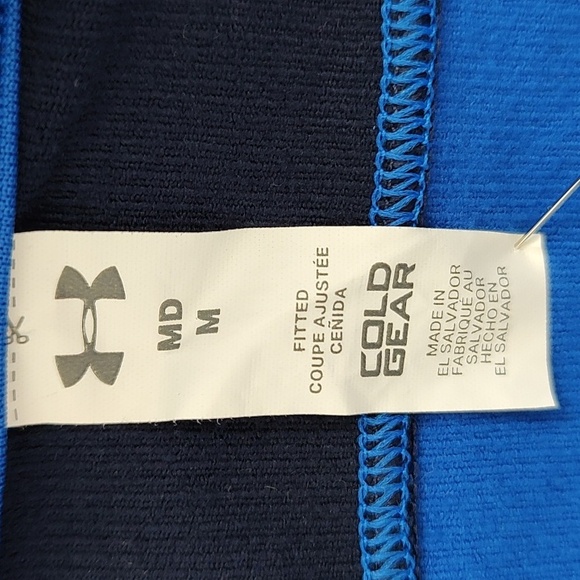 MD
M
FITTED
COUPE AJUSTÉE
CEÑIDA
COLD
GEAR
MADE IN
EL SALVADOR
FABRIQUÉ AU
SALVADOR
HECHO EN
EL SALVADOR